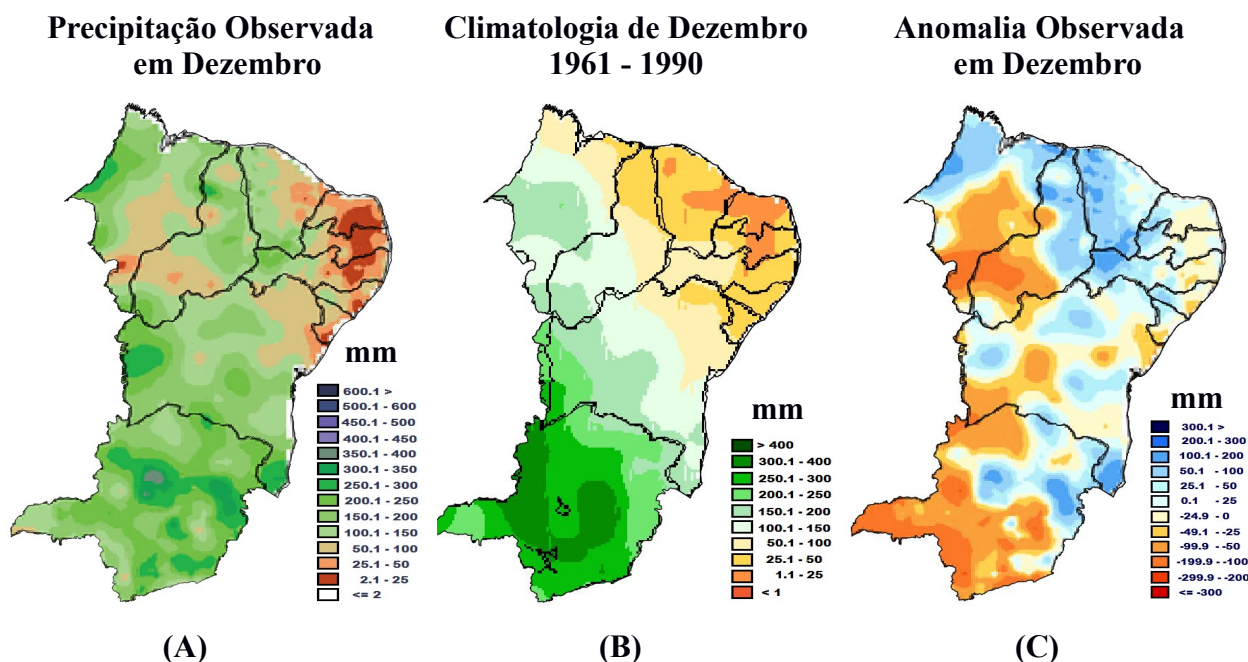 Precipitação Observada
em Dezembro
Climatologia de Dezembro
1961 - 1990
Anomalia Observada
em Dezembro
mm
600.1 >
500.1 - 600
450.1 - 500
400.1 - 450
350.1 - 400
300.1 - 350
250.1 - 300
200.1 - 250
150.1 - 200
100.1 - 150
50.1 - 100
25.1 - 50
2.1 - 25
<= 2
mm
> 400
300.1 - 400
250.1 - 300
200.1 - 250
150.1 - 200
100.1 - 150
50.1 - 100
25.1 - 50
1.1 - 25
< 1
mm
300.1 >
200.1 - 300
100.1 - 200
50.1 - 100
25.1 - 50
0.1 - 25
-24.9 - 0
-49.1 - -25
-99.9 - -50
-199.9 - -100
-299.9 - -200
<= -300
(A)
(B)
(C)